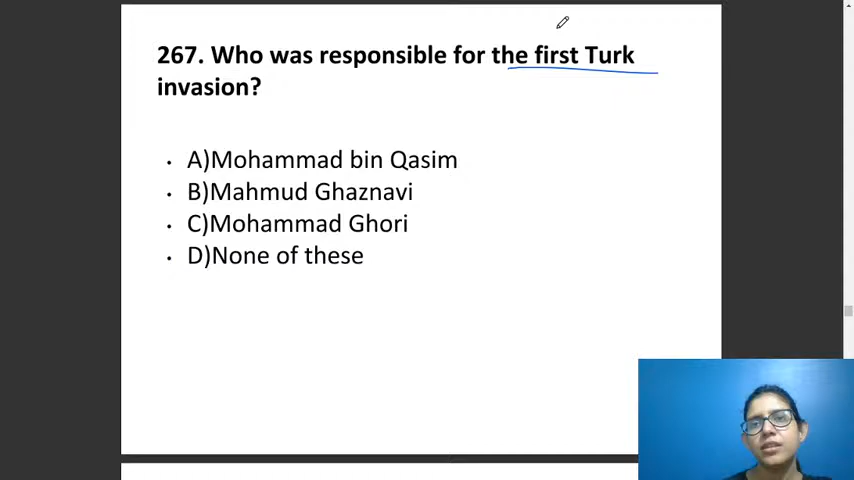 267. Who was responsible for the first Turk
invasion?
• A)Mohammad bin Qasim
• B)Mahmud Ghaznavi
• C)Mohammad Ghori
• D)None of these